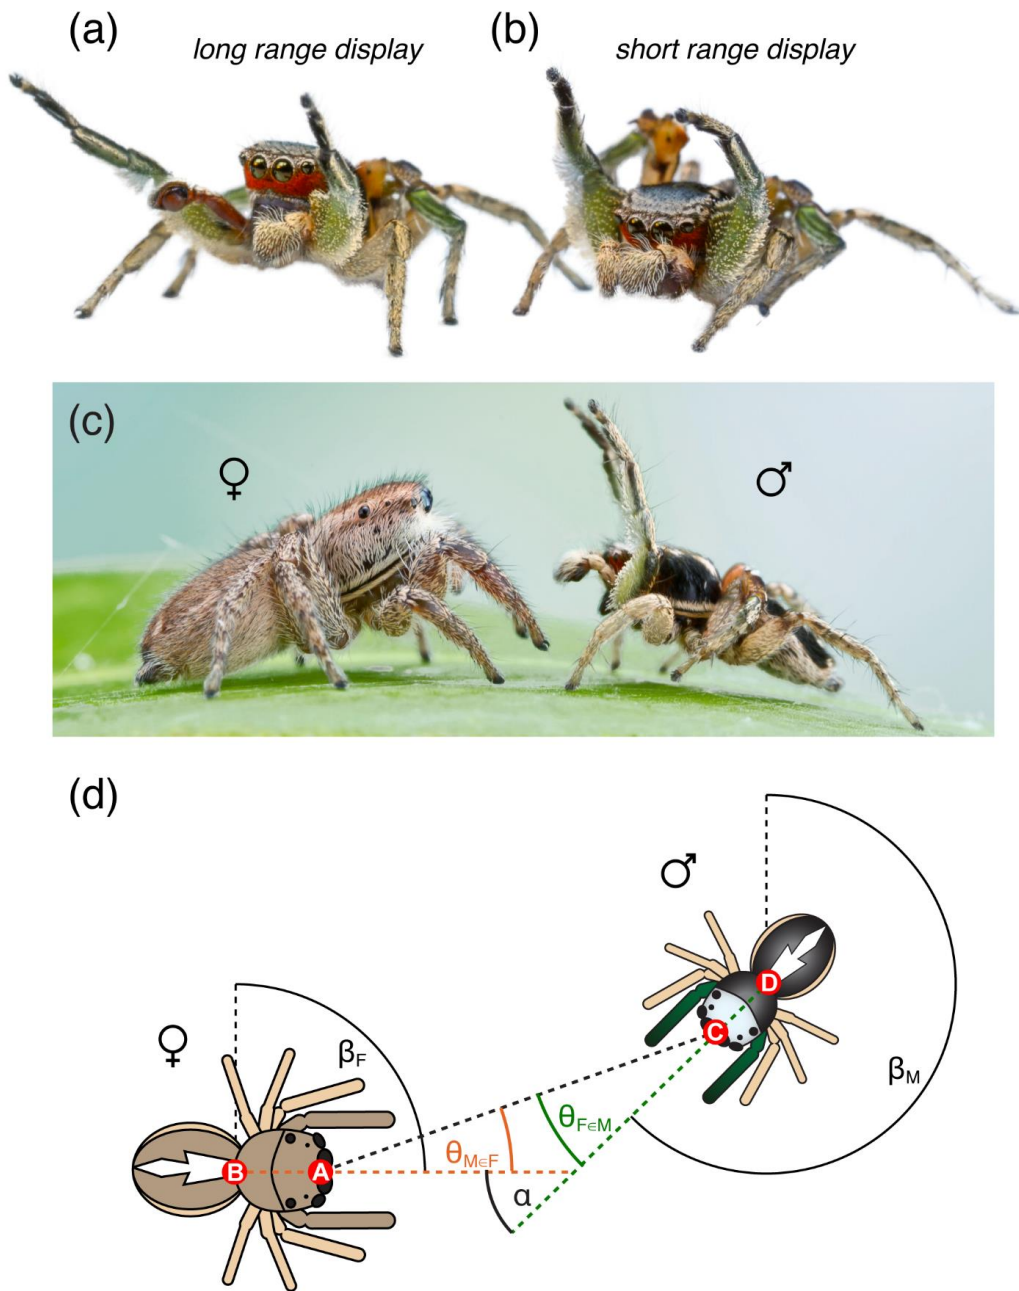 (a) long range display
(b) short range display
(c)
♀ ♂
(d)
♂
D
C
♀
β_F
β_M
θ_F∈M
θ_M∈F
B A
α